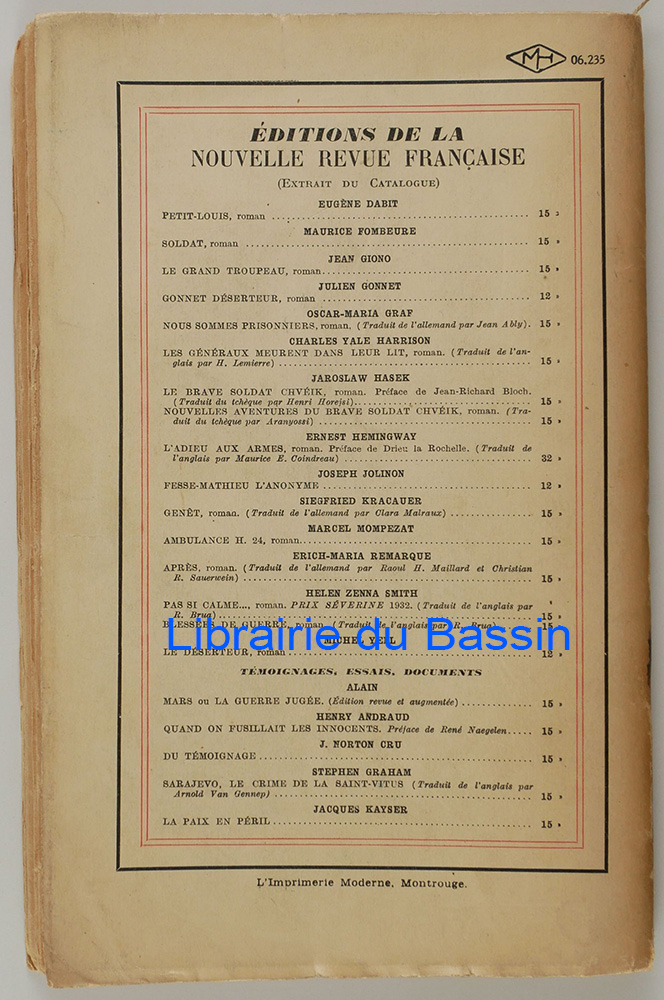 MH 06.235
ÉDITIONS DE LA
NOUVELLE REVUE FRANÇAISE
(EXTRAIT DU CATALOGUE)
EUGÈNE DABIT
PETIT-LOUIS, roman ........ 15 »
MAURICE FOMBEURE
SOLDAT, roman ........ 15 »
JEAN GIONO
LE GRAND TROUPEAU, roman........ 15 »
JULIEN GONNET
GONNET DÉSERTEUR, roman ........ 12 »
OSCAR-MARIA GRAF
NOUS SOMMES PRISONNIERS, roman. (Traduit de l'allemand par Jean Ably). 15 »
CHARLES YALE HARRISON
LES GÉNÉRAUX MEURENT DANS LEUR LIT, roman. (Traduit de l'an-
glais par H. Lemierre) ........ 15 »
JAROSLAW HASEK
LE BRAVE SOLDAT CHVÉIK, roman. Préface de Jean-Richard Bloch.
(Traduit du tchèque par Henri Horejsi)........ 15 »
NOUVELLES AVENTURES DU BRAVE SOLDAT CHVÉIK, roman. (Tra-
duit du tchèque par Aranyossi) ........ 15 »
ERNEST HEMINGWAY
L'ADIEU AUX ARMES, roman. Préface de Drieu la Rochelle. (Traduit de
l'anglais par Maurice E. Coindreau) ........ 32 »
JOSEPH JOLINON
FESSE-MATHIEU L'ANONYME ........ 12 »
SIEGFRIED KRACAUER
GENÊT, roman. (Traduit de l'allemand par Clara Malraux) ........ 15 »
MARCEL MOMPEZAT
AMBULANCE H. 24, roman........ 15 »
ERICH-MARIA REMARQUE
APRÈS, roman. (Traduit de l'allemand par Raoul H. Maillard et Christian
R. Sauerwein) ........ 15 »
HELEN ZENNA SMITH
PAS SI CALME..., roman. PRIX SÉVERINE 1932. (Traduit de l'anglais par
R. Brua) ........ 15 »
BLESSÉES DE GUERRE, roman. (Traduit de l'anglais par R. Brua)
Librairie du Bassin
MICHEL
LE DÉSERTEUR, roman ........ 12 »
TÉMOIGNAGES, ESSAIS, DOCUMENTS
ALAIN
MARS ou LA GUERRE JUGÉE. (Édition revue et augmentée) ........ 15 »
HENRY ANDRAUD
QUAND ON FUSILLAIT LES INNOCENTS. Préface de René Naegelen..... 15 »
J. NORTON CRU
DU TÉMOIGNAGE ........ 15 »
STEPHEN GRAHAM
SARAJEVO, LE CRIME DE LA SAINT-VITUS (Traduit de l'anglais par
Arnold Van Gennep) ........ 15 »
JACQUES KAYSER
LA PAIX EN PÉRIL ........ 15 »
L'Imprimerie Moderne, Montrouge.